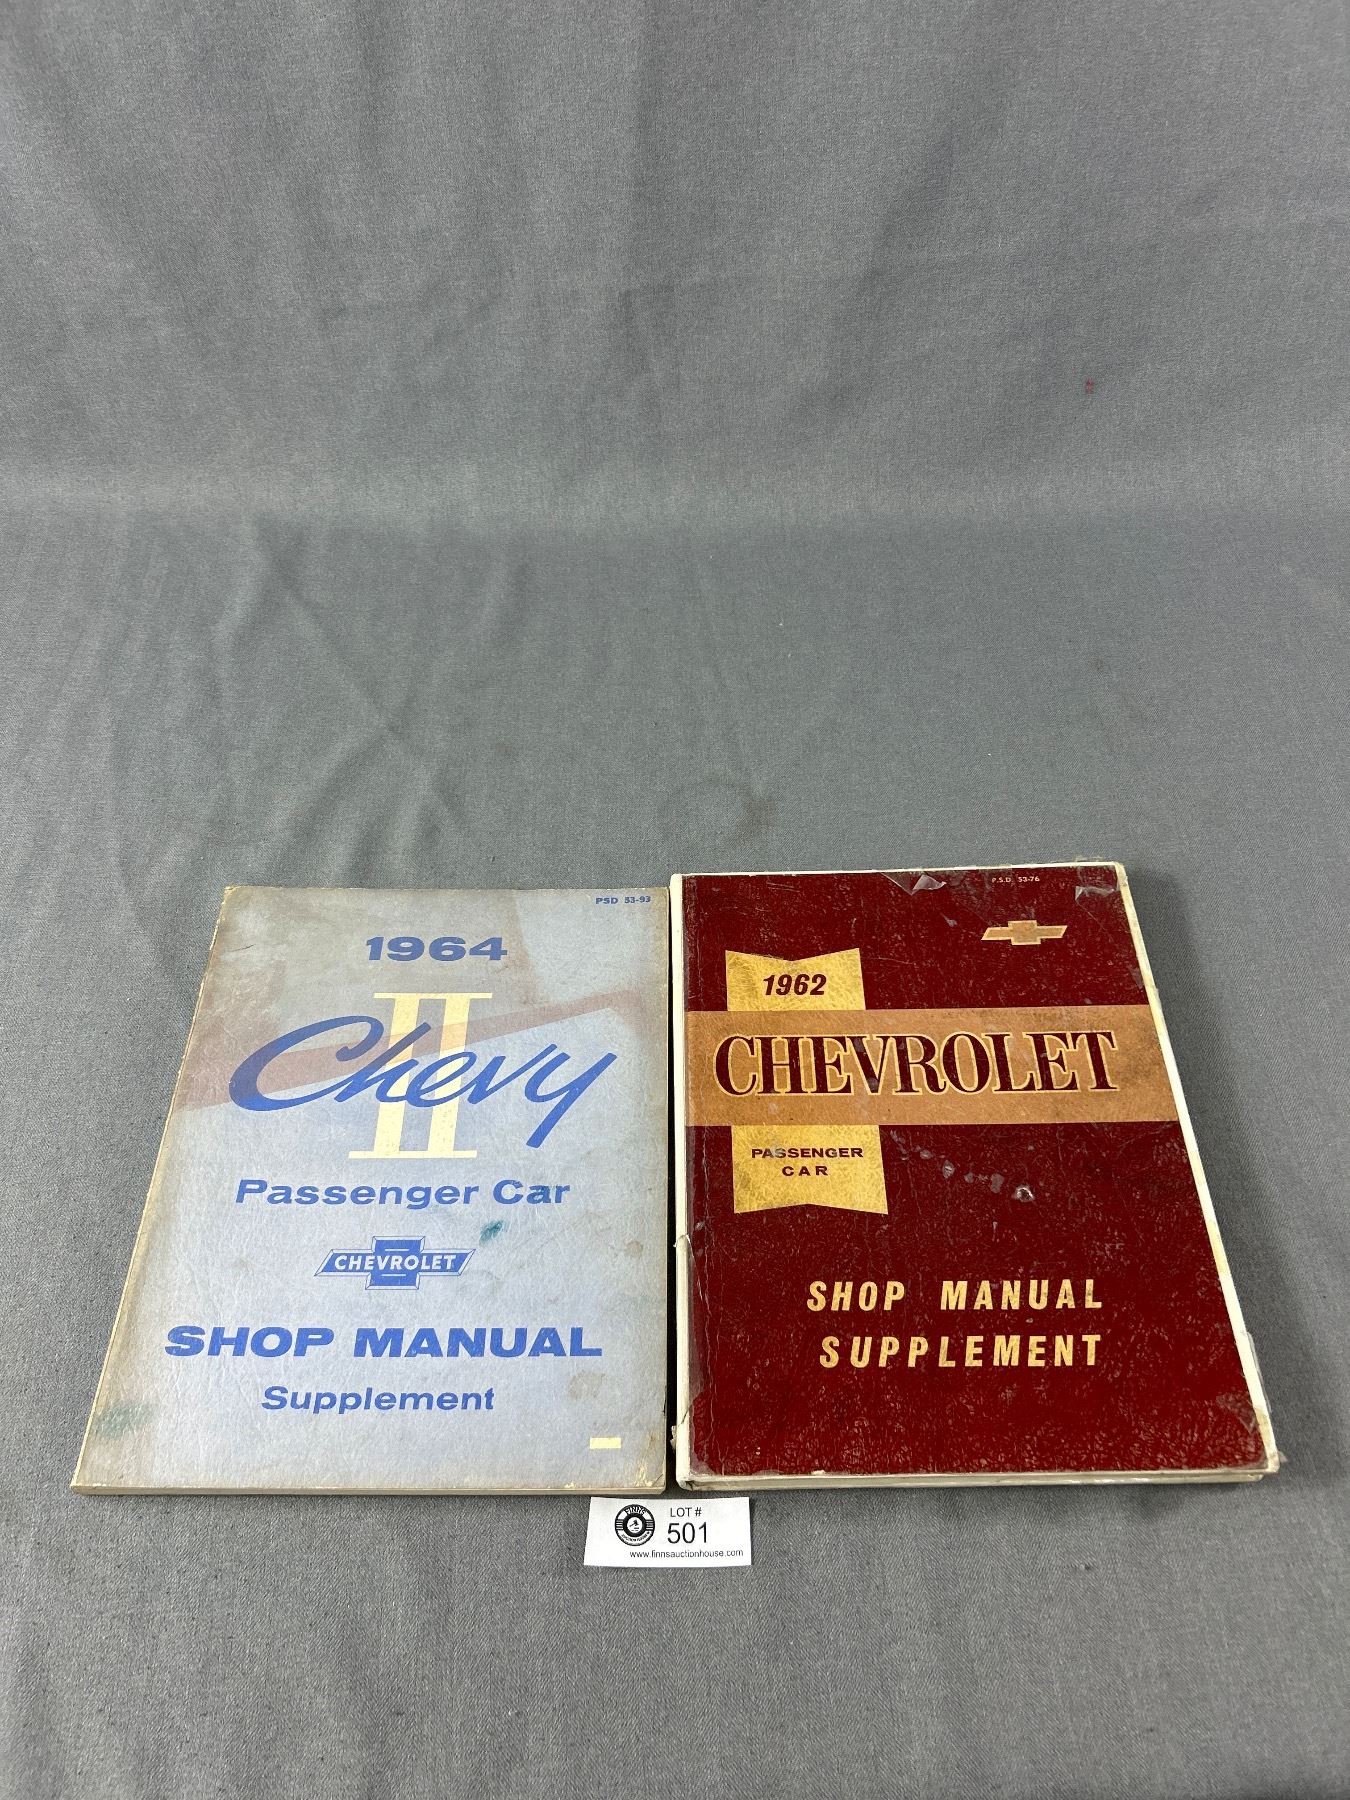 PSD 53-93
1964
II
Chevy
Passenger Car
CHEVROLET
SHOP MANUAL
Supplement
P.S.D. 53-76
1962
CHEVROLET
PASSENGER
CAR
SHOP MANUAL
SUPPLEMENT
FINNS
LOT #
501
www.finnsauctionhouse.com